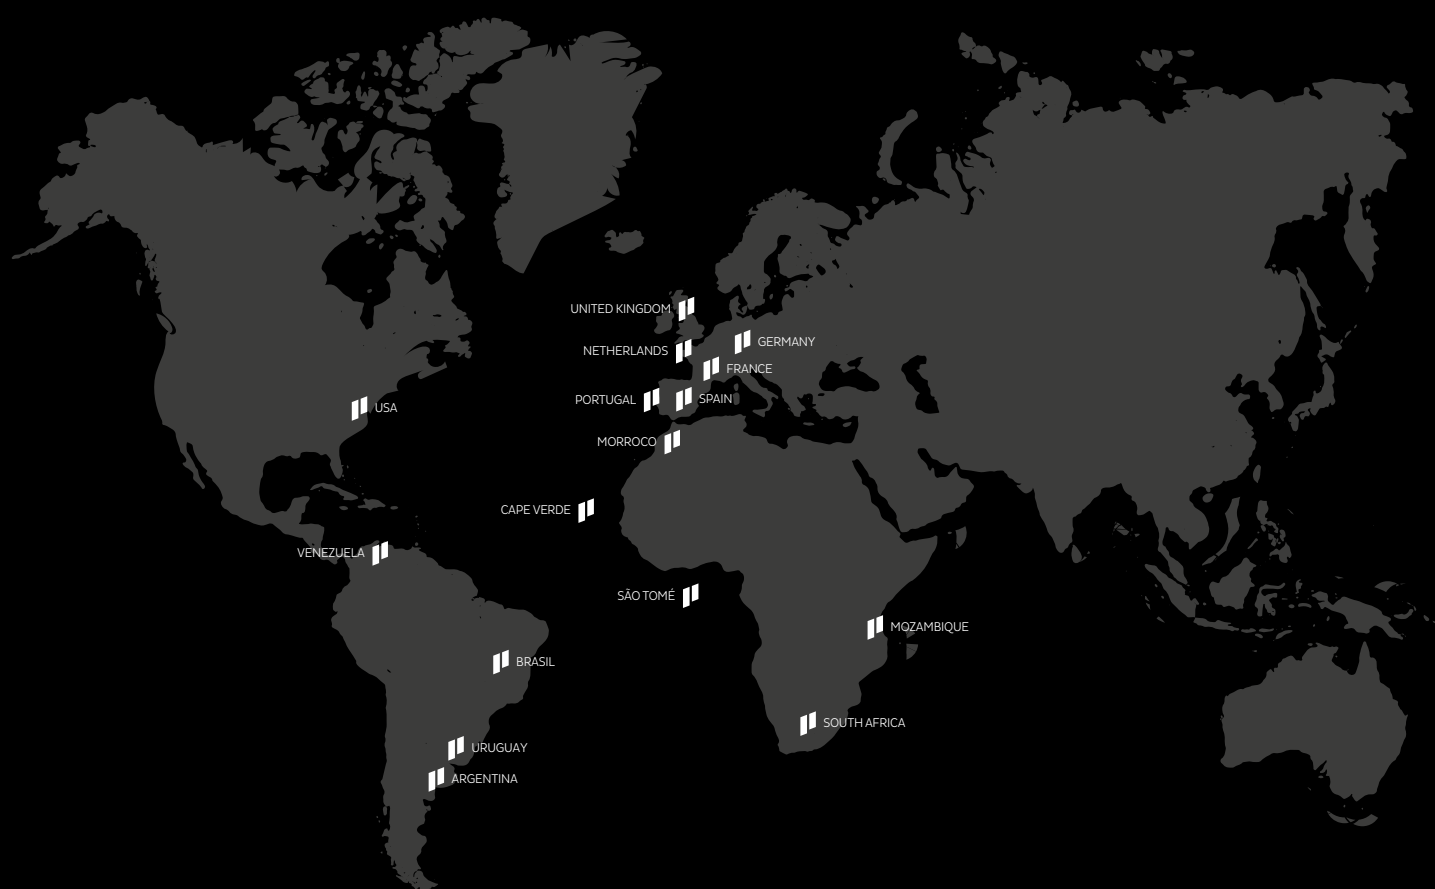 UNITED KINGDOM
GERMANY
NETHERLANDS
FRANCE
PORTUGAL
SPAIN
USA
MORROCO
CAPE VERDE
VENEZUELA
SÃO TOMÉ
MOZAMBIQUE
BRASIL
SOUTH AFRICA
URUGUAY
ARGENTINA